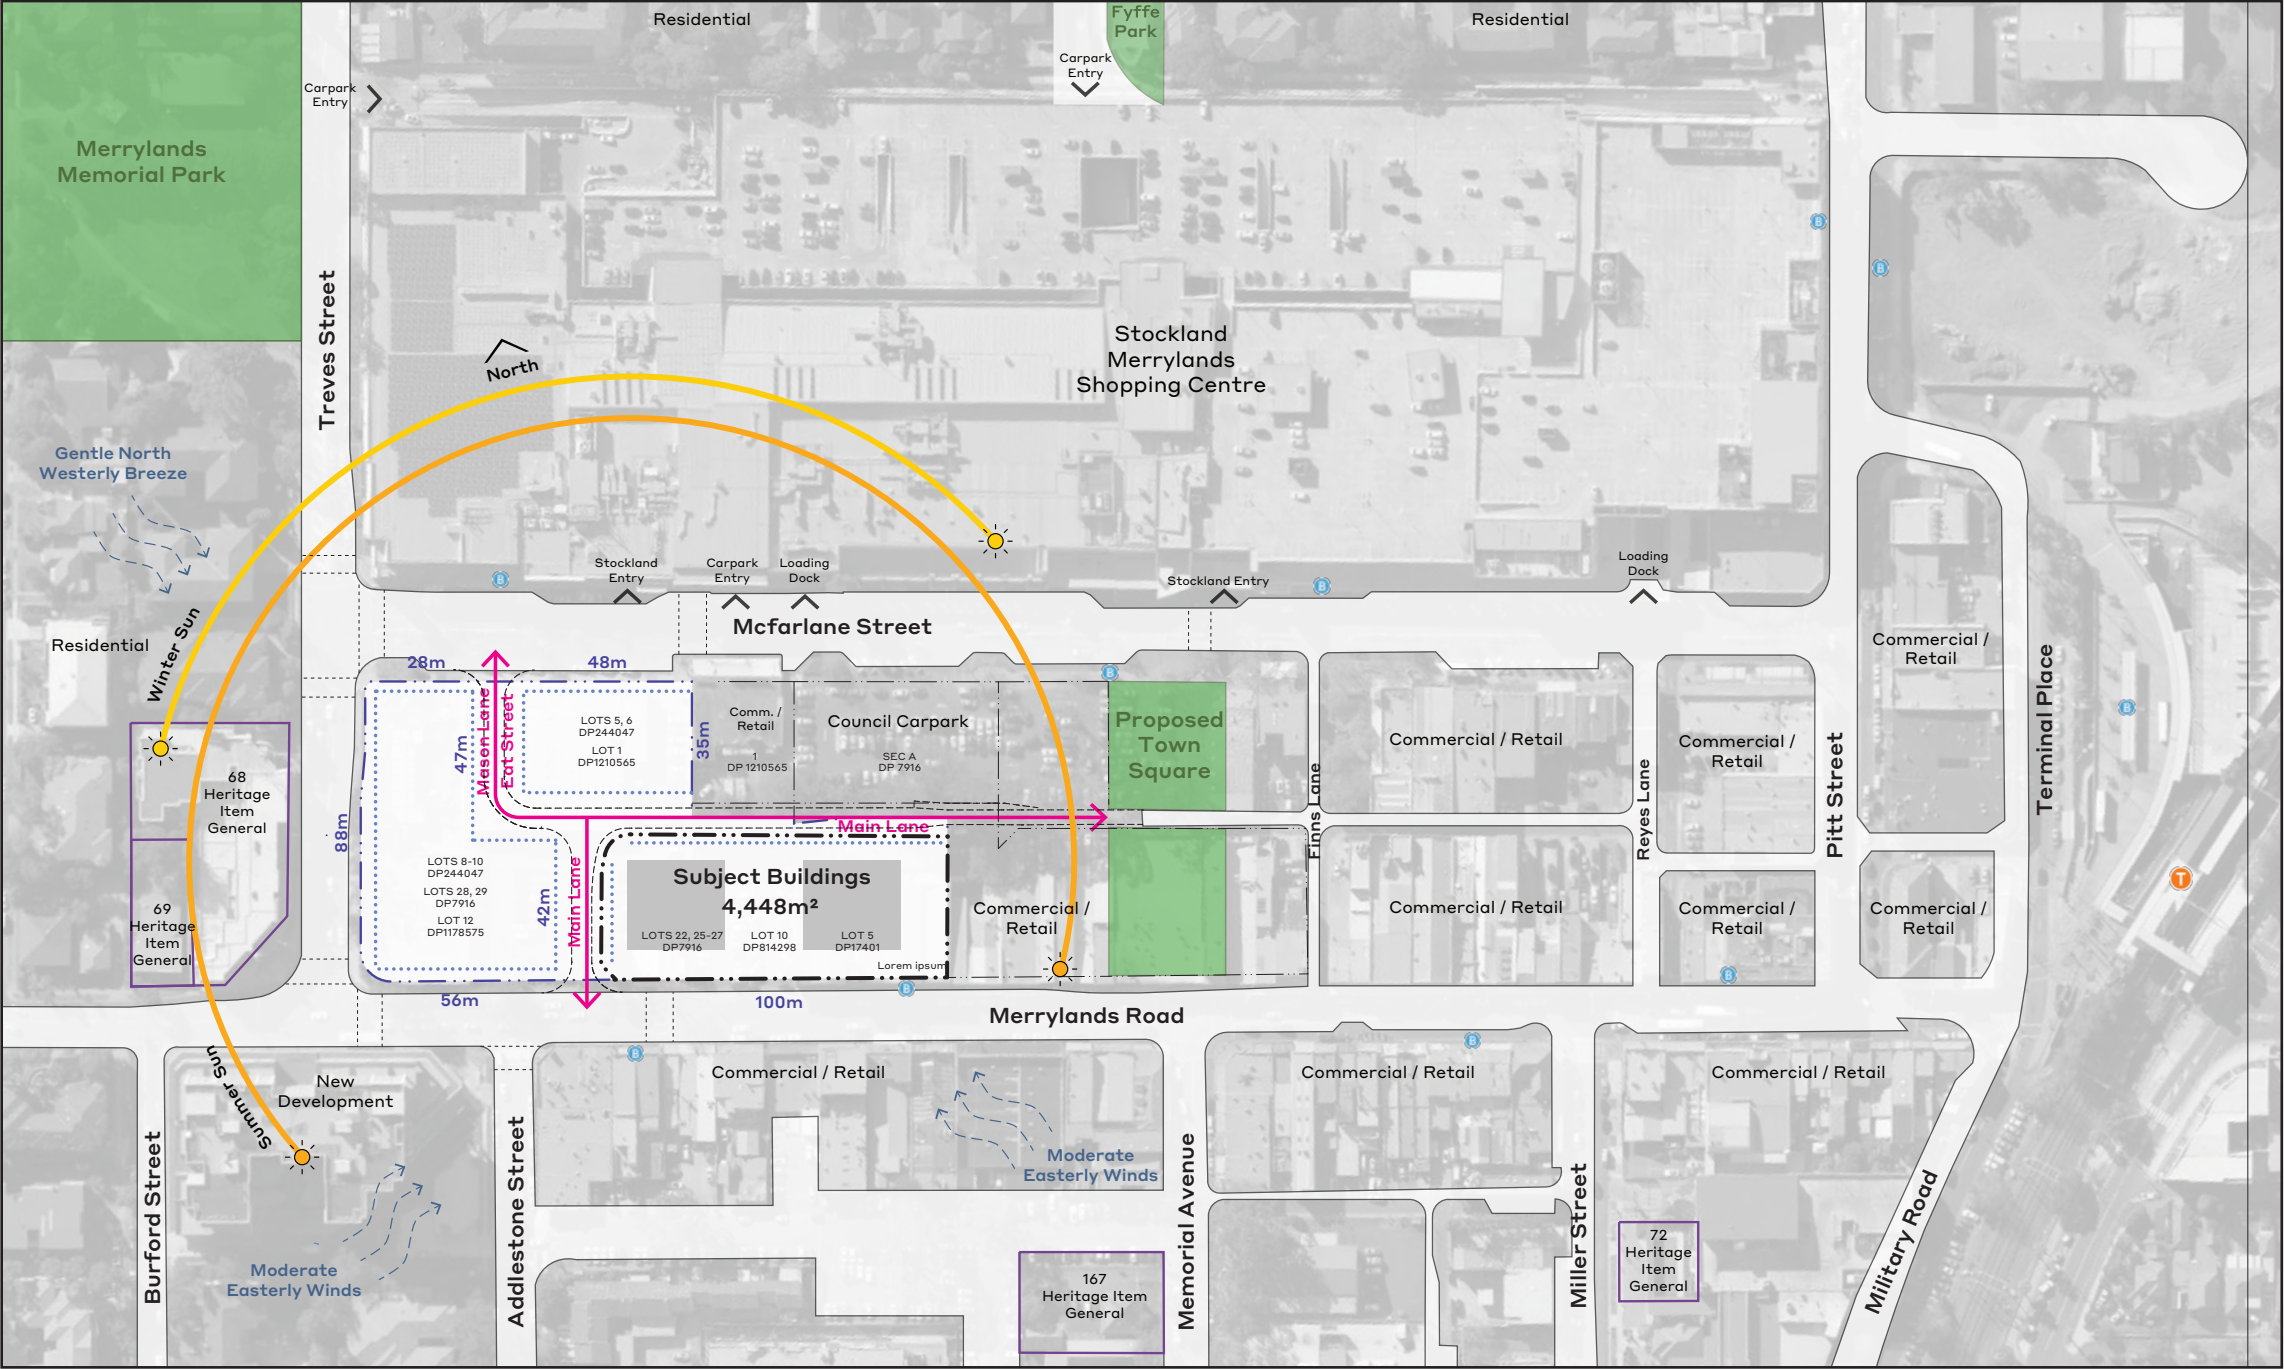 Residential
Fyffe
Park
Residential
Carpark
Entry
Carpark
Entry
Merrylands
Memorial Park
B
B
Treves Street
Stockland
Merrylands
Shopping Centre
North
Gentle North
Westerly Breeze
Stockland
Entry
Carpark
Entry
Loading
Dock
Stockland Entry
Loading
Dock
B
B
Mcfarlane Street
Residential
Winter Sun
Commercial /
Retail
28m
48m
B
Mason Lane
Eat Street
47m
LOTS 5, 6
DP244047
LOT 1
DP1210565
35m
Comm. /
Retail
1
DP 1210565
Council Carpark
SEC A
DP 7916
Proposed
Town
Square
Commercial / Retail
Commercial /
Retail
Finns Lane
Reyes Lane
Pitt Street
Terminal Place
B
68
Heritage
Item
General
88m
Main Lane
LOTS 8-10
DP244047
LOTS 28, 29
DP7916
LOT 12
DP1178575
42m
Main Lane
Subject Buildings
4,448m²
LOTS 22, 25-27
DP7916
LOT 10
DP814298
LOT 5
DP17401
Lorem ipsum
Commercial /
Retail
Commercial / Retail
Commercial /
Retail
Commercial /
Retail
T
B
69
Heritage
Item
General
56m
100m
B
Merrylands Road
Summer Sun
New
Development
B
Commercial / Retail
B
Commercial / Retail
Commercial / Retail
Moderate
Easterly Winds
Burford Street
Addlestone Street
Memorial Avenue
Miller Street
Military Road
Moderate
Easterly Winds
167
Heritage Item
General
72
Heritage
Item
General